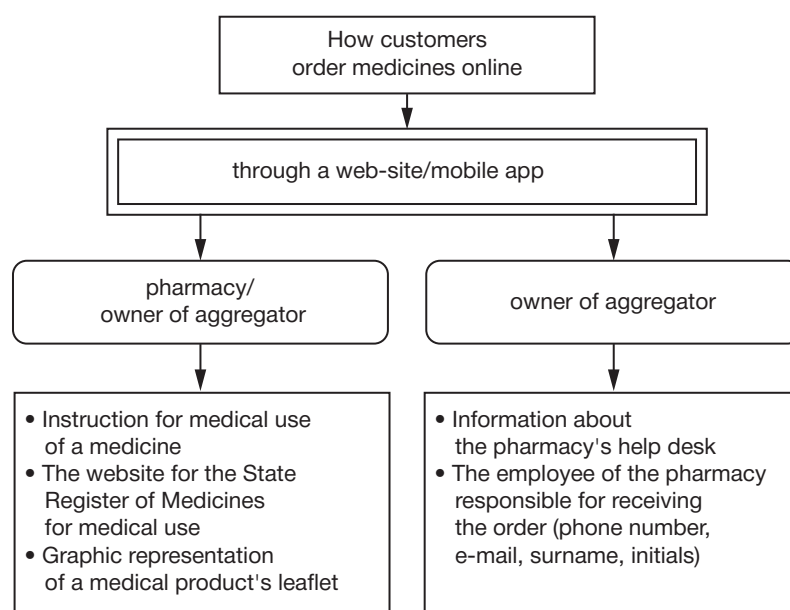 How customers
order medicines online
through a web-site/mobile app
pharmacy/
owner of aggregator
owner of aggregator
• Instruction for medical use
of a medicine
• The website for the State
Register of Medicines
for medical use
• Graphic representation
of a medical product's leaflet
• Information about
the pharmacy's help desk
• The employee of the pharmacy
responsible for receiving
the order (phone number,
e-mail, surname, initials)